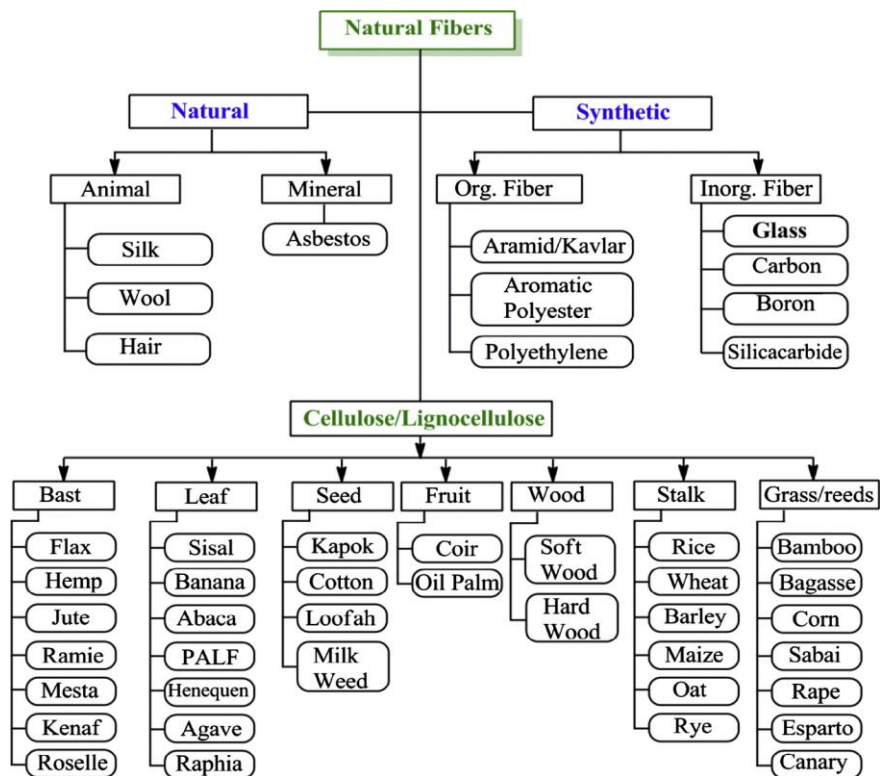 Natural Fibers
Natural
Synthetic
Animal
Mineral
Org. Fiber
Inorg. Fiber
Silk
Wool
Hair
Asbestos
Aramid/Kavlar
Aromatic
Polyester
Polyethylene
Glass
Carbon
Boron
Silicacarbide
Cellulose/Lignocellulose
Bast
Flax
Hemp
Jute
Ramie
Mesta
Kenaf
Roselle
Leaf
Sisal
Banana
Abaca
PALF
Henequen
Agave
Raphia
Seed
Kapok
Cotton
Loofah
Milk
Weed
Fruit
Coir
Oil Palm
Wood
Soft
Wood
Hard
Wood
Stalk
Rice
Wheat
Barley
Maize
Oat
Rye
Grass/reeds
Bamboo
Bagasse
Corn
Sabai
Rape
Esparto
Canary